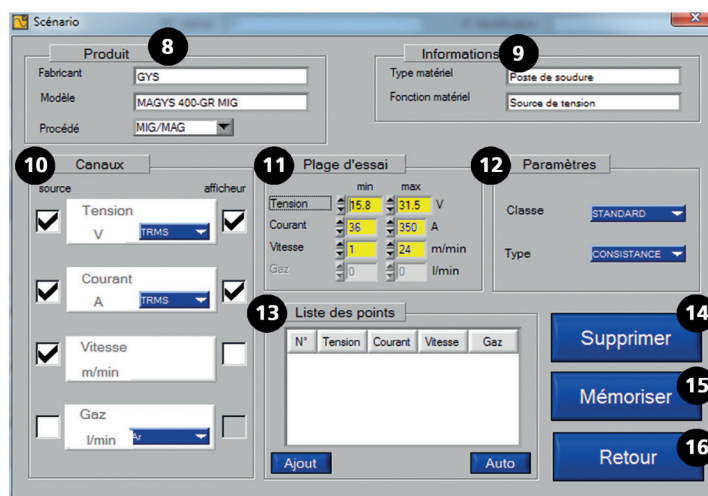 Scénario
Produit 8
Fabricant GYS
Modèle MAGYS 400-GR MIG
Procédé MIG/MAG
Informations 9
Type matériel Poste de soudure
Fonction matériel Source de tension
10 Canaux
source afficheur
Tension
V TRMS
Courant
A TRMS
Vitesse
m/min
Gaz
l/min Ar
11 Plage d'essai
min max
Tension 15.8 31.5 V
Courant 36 350 A
Vitesse 1 24 m/min
Gaz 0 0 l/min
12 Paramètres
Classe STANDARD
Type CONSISTANCE
13 Liste des points
N° Tension Courant Vitesse Gaz
Ajout Auto
Supprimer 14
Mémoriser 15
Retour 16